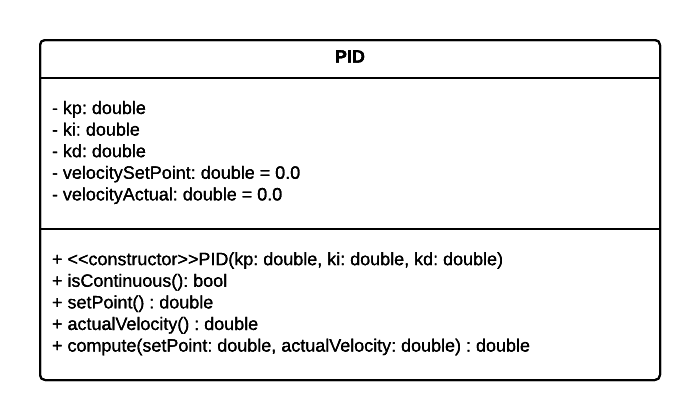 PID
- kp: double
- ki: double
- kd: double
- velocitySetPoint: double = 0.0
- velocityActual: double = 0.0
+ <<constructor>>PID(kp: double, ki: double, kd: double)
+ isContinuous(): bool
+ setPoint() : double
+ actualVelocity() : double
+ compute(setPoint: double, actualVelocity: double) : double